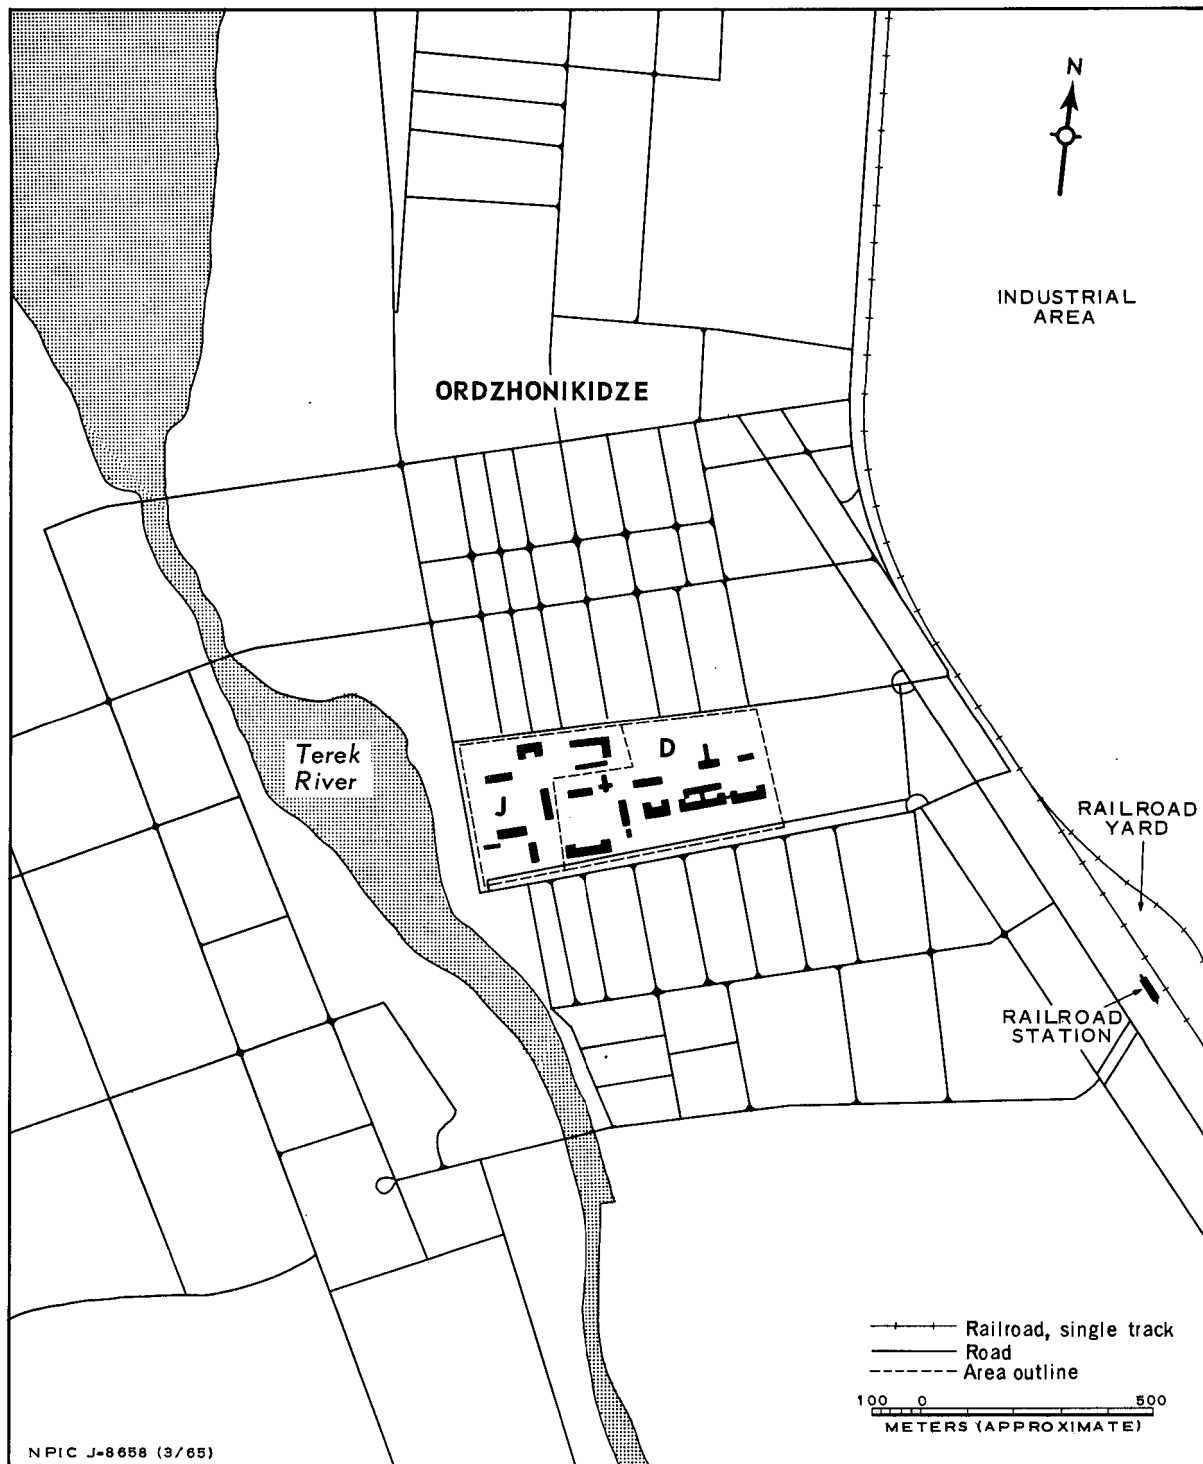 N
INDUSTRIAL
AREA
ORDZHONIKIDZE
Terek
River
D
J
RAILROAD
YARD
RAILROAD
STATION
Railroad, single track
Road
Area outline
100 0 500
METERS (APPROXIMATE)
NPIC J-8658 (3/65)